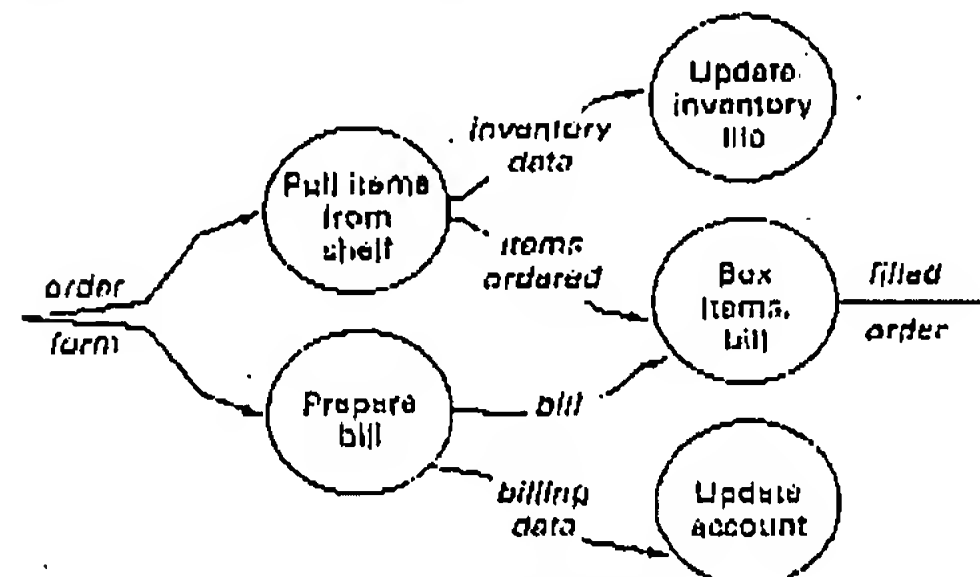 Update
inventory
file
inventory
data
Pull items
from
shelf
items
ordered
order
form
Box
items,
bill
filled
order
Prepare
bill
bill
billing
data
Update
account